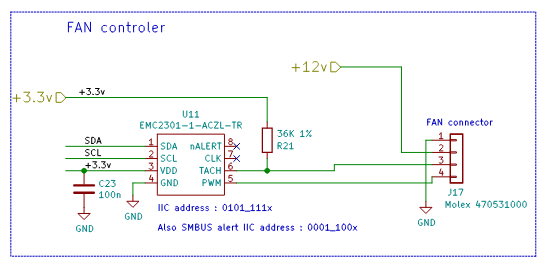 FAN controler
+12v
+3.3v
+3.3v
U11
EMC2301-1-ACZL-TR
36K 1%
R21
FAN connector
SDA
SCL
+3.3v
1 SDA nALERT 8
2 SCL CLK 7
3 VDD TACH 6
4 GND PWM 5
1
2
3
4
C23
100n
GND
GND
GND
J17
Molex 470531000
IIC address : 0101_111x
Also SMBUS alert IIC address : 0001_100x